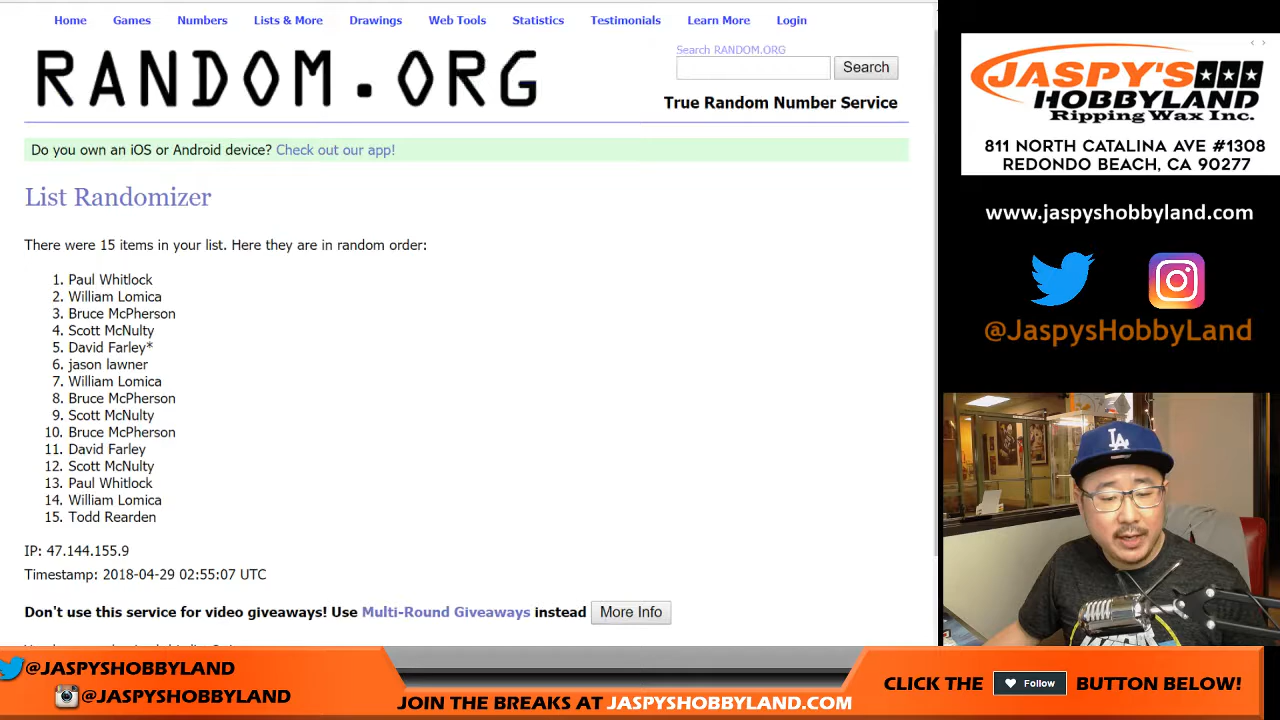 Home Games Numbers Lists & More Drawings Web Tools Statistics Testimonials Learn More Login
RANDOM.ORG
Search RANDOM.ORG
Search
True Random Number Service
Do you own an iOS or Android device? Check out our app!
List Randomizer
There were 15 items in your list. Here they are in random order:
1. Paul Whitlock
2. William Lomica
3. Bruce McPherson
4. Scott McNulty
5. David Farley*
6. jason lawner
7. William Lomica
8. Bruce McPherson
9. Scott McNulty
10. Bruce McPherson
11. David Farley
12. Scott McNulty
13. Paul Whitlock
14. William Lomica
15. Todd Rearden
IP: 47.144.155.9
Timestamp: 2018-04-29 02:55:07 UTC
Don't use this service for video giveaways! Use Multi-Round Giveaways instead More Info
JASPY'S
HOBBYLAND
Ripping Wax Inc.
811 NORTH CATALINA AVE #1308
REDONDO BEACH, CA 90277
www.jaspyshobbyland.com
@JaspysHobbyLand
LA
@JASPYSHOBBYLAND
@JASPYSHOBBYLAND
JOIN THE BREAKS AT JASPYSHOBBYLAND.COM
CLICK THE Follow BUTTON BELOW!